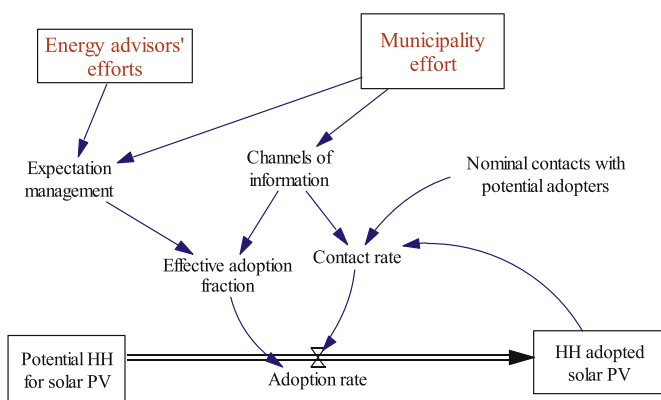 Energy advisors'
efforts
Municipality
effort
Expectation
management
Channels of
information
Nominal contacts with
potential adopters
Effective adoption
fraction
Contact rate
Potential HH
for solar PV
Adoption rate
HH adopted
solar PV